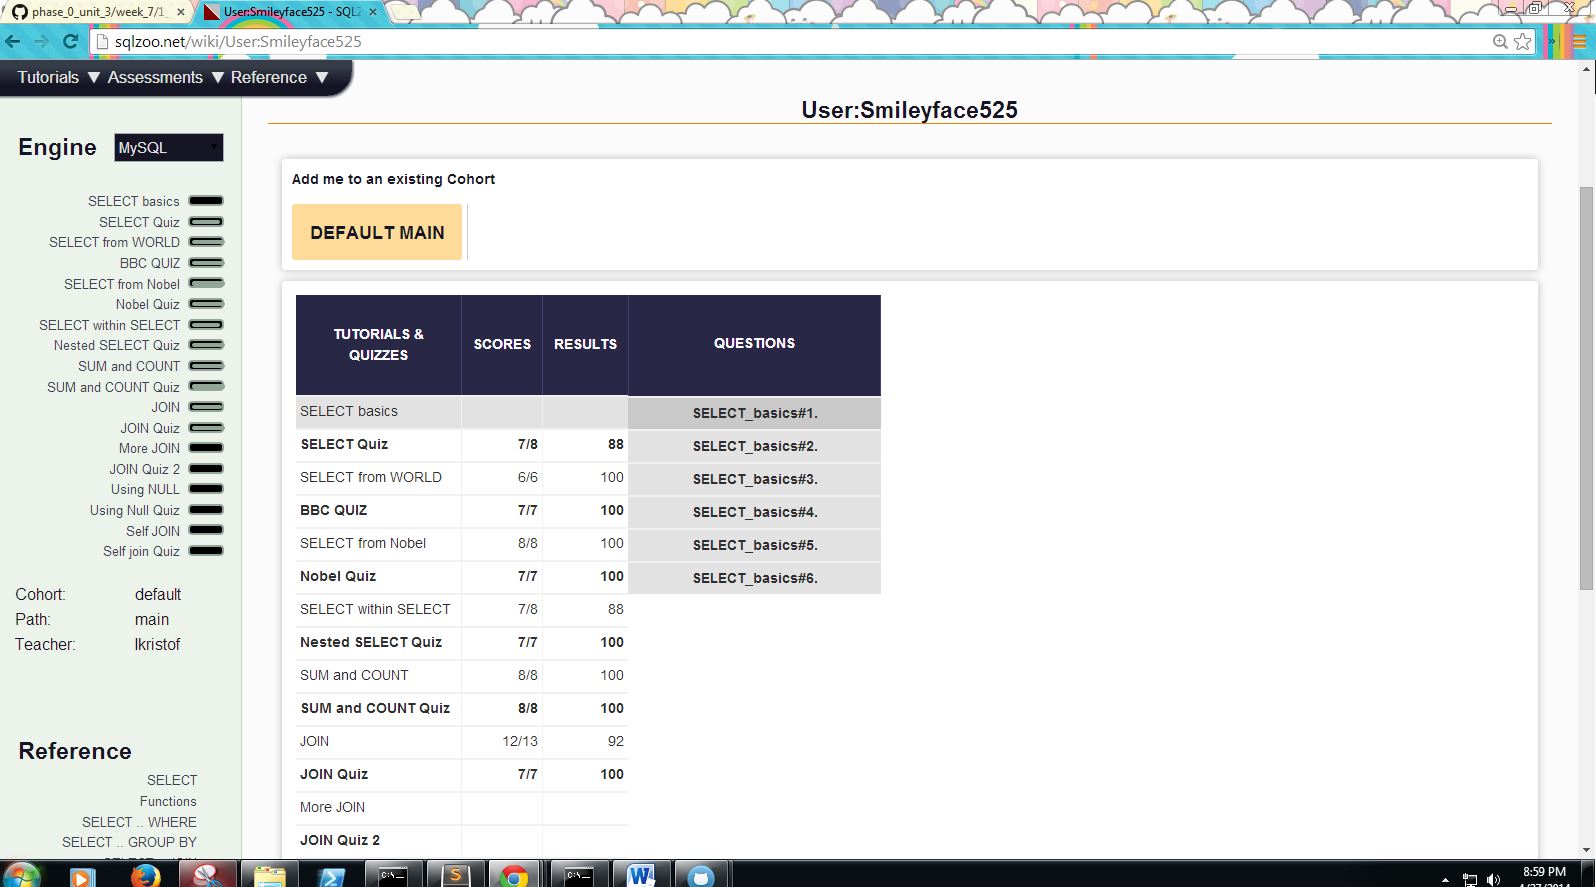 phase_0_unit_3/week_7/1_
User:Smileyface525 - SQLZ
sqlzoo.net/wiki/User:Smileyface525
Tutorials ▼ Assessments ▼ Reference ▼
Engine MySQL
SELECT basics
SELECT Quiz
SELECT from WORLD
BBC QUIZ
SELECT from Nobel
Nobel Quiz
SELECT within SELECT
Nested SELECT Quiz
SUM and COUNT
SUM and COUNT Quiz
JOIN
JOIN Quiz
More JOIN
JOIN Quiz 2
Using NULL
Using Null Quiz
Self JOIN
Self join Quiz
Cohort: default
Path: main
Teacher: lkristof
Reference
SELECT
Functions
SELECT .. WHERE
SELECT .. GROUP BY
User:Smileyface525
Add me to an existing Cohort
DEFAULT MAIN
TUTORIALS &
QUIZZES
SCORES
RESULTS
QUESTIONS
SELECT basics
SELECT Quiz 7/8 88
SELECT from WORLD 6/6 100
BBC QUIZ 7/7 100
SELECT from Nobel 8/8 100
Nobel Quiz 7/7 100
SELECT within SELECT 7/8 88
Nested SELECT Quiz 7/7 100
SUM and COUNT 8/8 100
SUM and COUNT Quiz 8/8 100
JOIN 12/13 92
JOIN Quiz 7/7 100
More JOIN
JOIN Quiz 2
SELECT_basics#1.
SELECT_basics#2.
SELECT_basics#3.
SELECT_basics#4.
SELECT_basics#5.
SELECT_basics#6.
8:59 PM